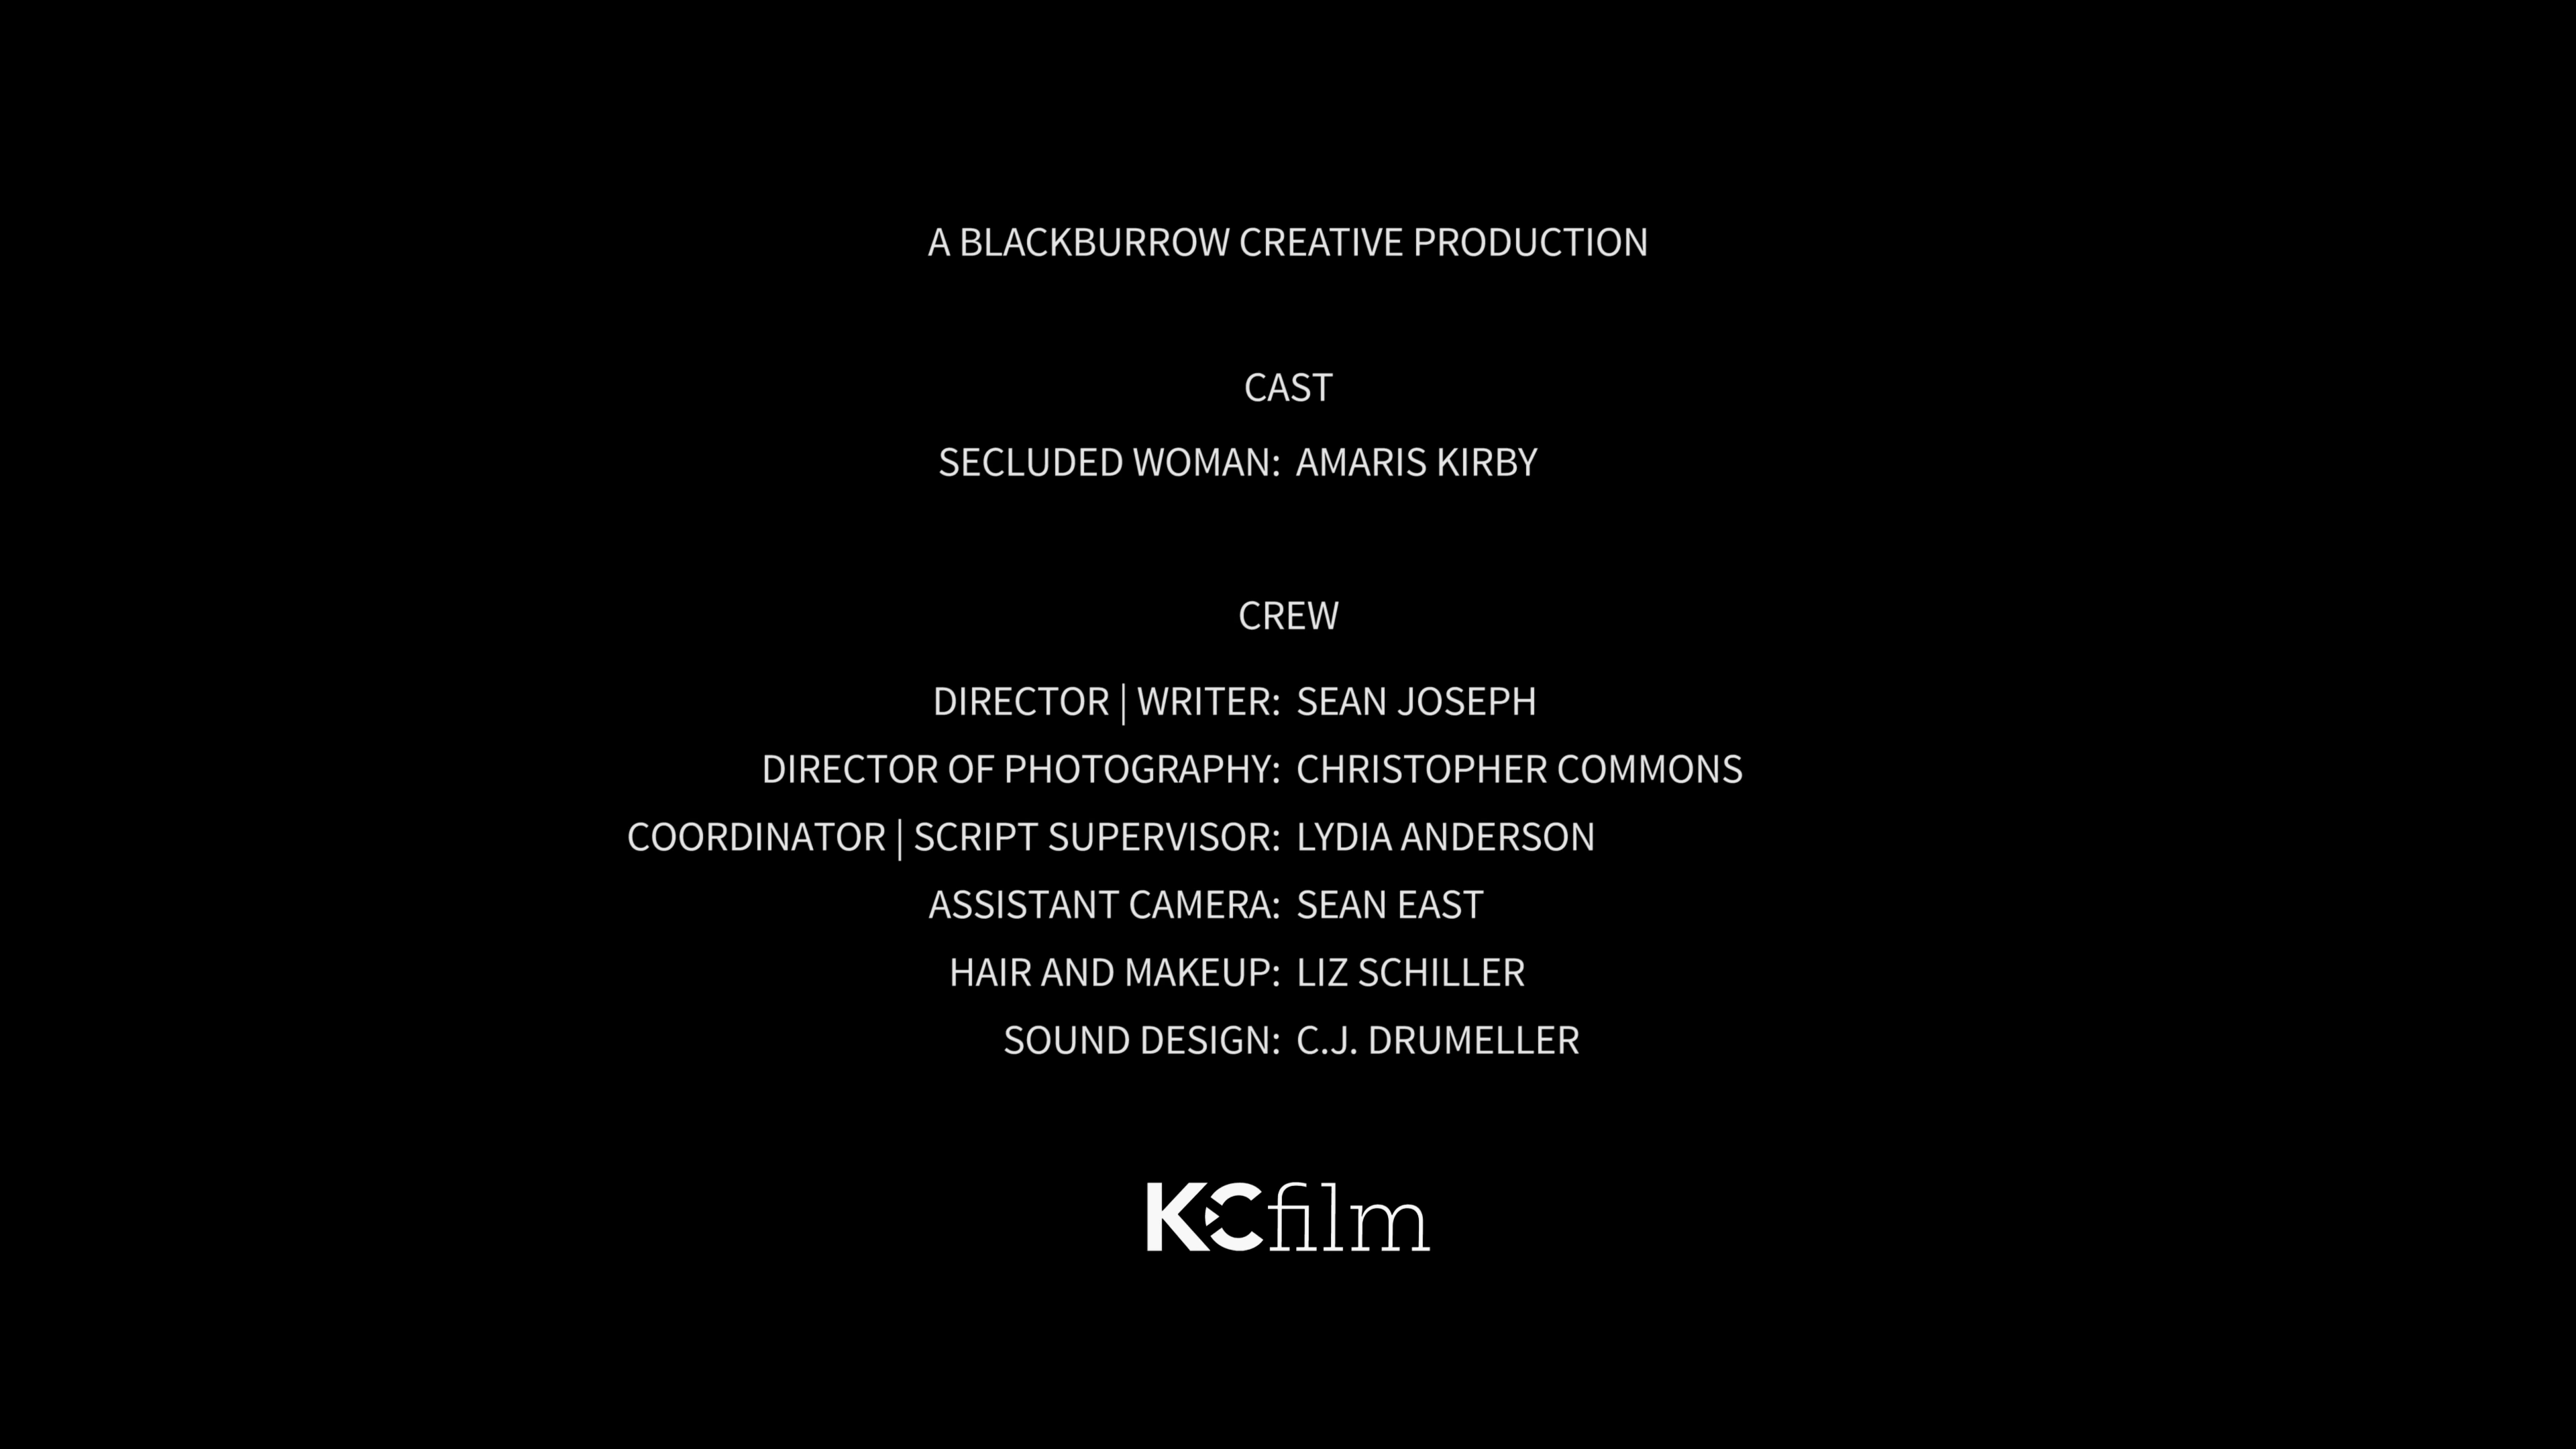 A BLACKBURROW CREATIVE PRODUCTION
CAST
SECLUDED WOMAN: AMARIS KIRBY
CREW
DIRECTOR | WRITER: SEAN JOSEPH
DIRECTOR OF PHOTOGRAPHY: CHRISTOPHER COMMONS
COORDINATOR | SCRIPT SUPERVISOR: LYDIA ANDERSON
ASSISTANT CAMERA: SEAN EAST
HAIR AND MAKEUP: LIZ SCHILLER
SOUND DESIGN: C.J. DRUMELLER
KCfilm